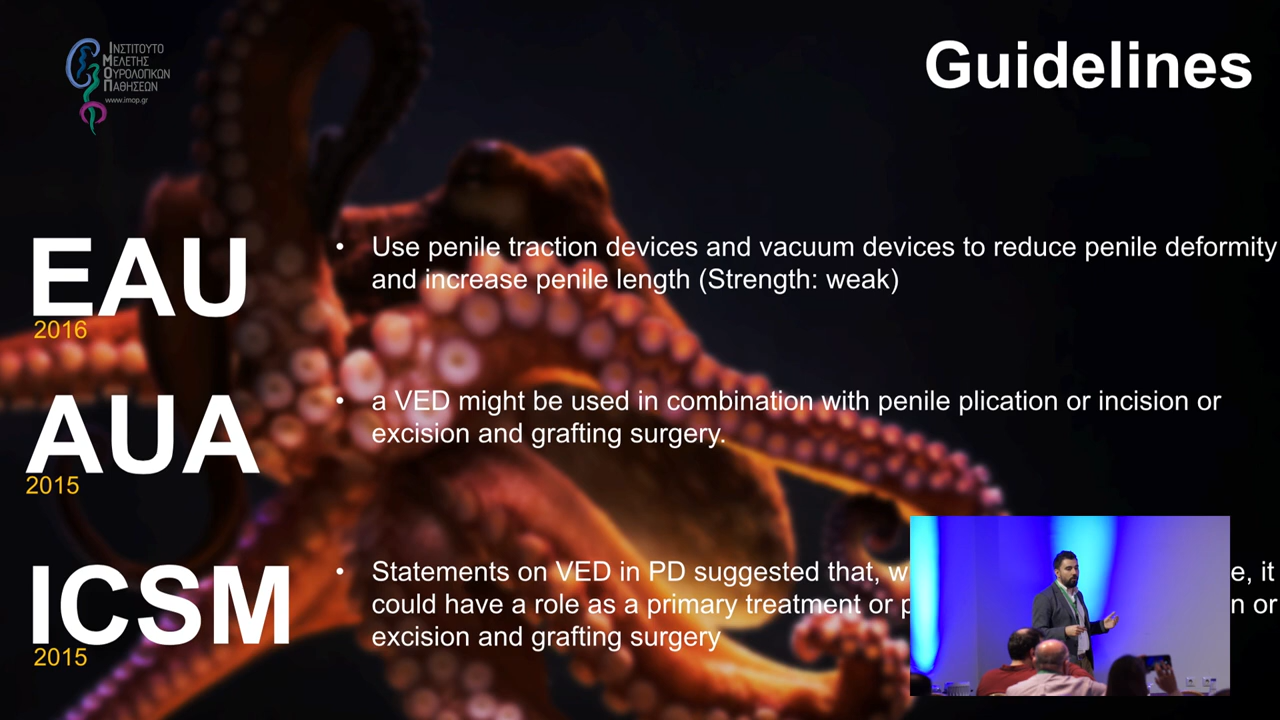 ΙΝΣΤΙΤΟΥΤΟ
ΜΕΛΕΤΗΣ
ΟΥΡΟΛΟΓΙΚΩΝ
ΠΑΘΗΣΕΩΝ
www.imop.gr
Guidelines
EAU
2016
• Use penile traction devices and vacuum devices to reduce penile deformity
and increase penile length (Strength: weak)
AUA
2015
• a VED might be used in combination with penile plication or incision or
excision and grafting surgery.
ICSM
2015
• Statements on VED in PD suggested that, it
could have a role as a primary treatment or or
excision and grafting surgery